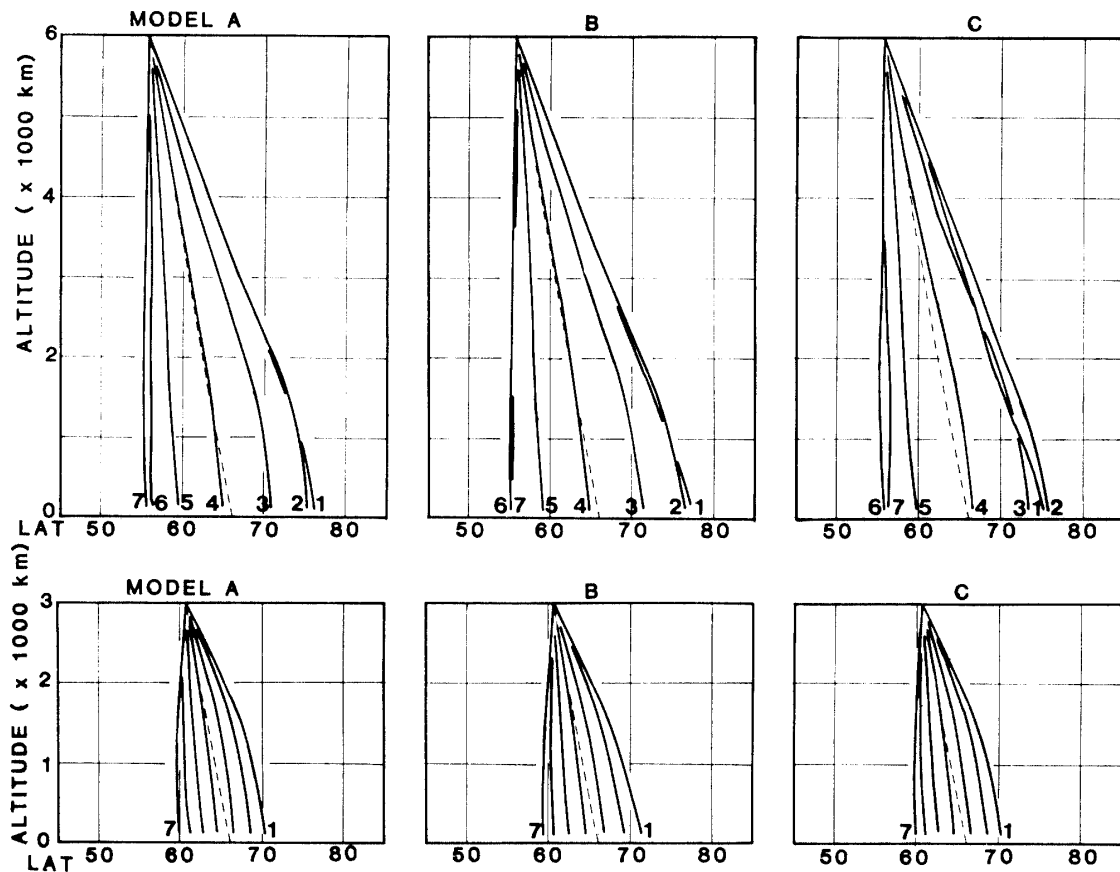 MODEL A B C
ALTITUDE ( x 1000 km)
6
4
2
0
7 6 5 4 3 2 1
6 7 5 4 3 2 1
6 7 5 4 3 1 2
LAT 50 60 70 80
50 60 70 80
50 60 70 80
MODEL A B C
ALTITUDE ( x 1000 km)
3
2
1
0
7 1
7 1
7 1
LAT 50 60 70 80
50 60 70 80
50 60 70 80